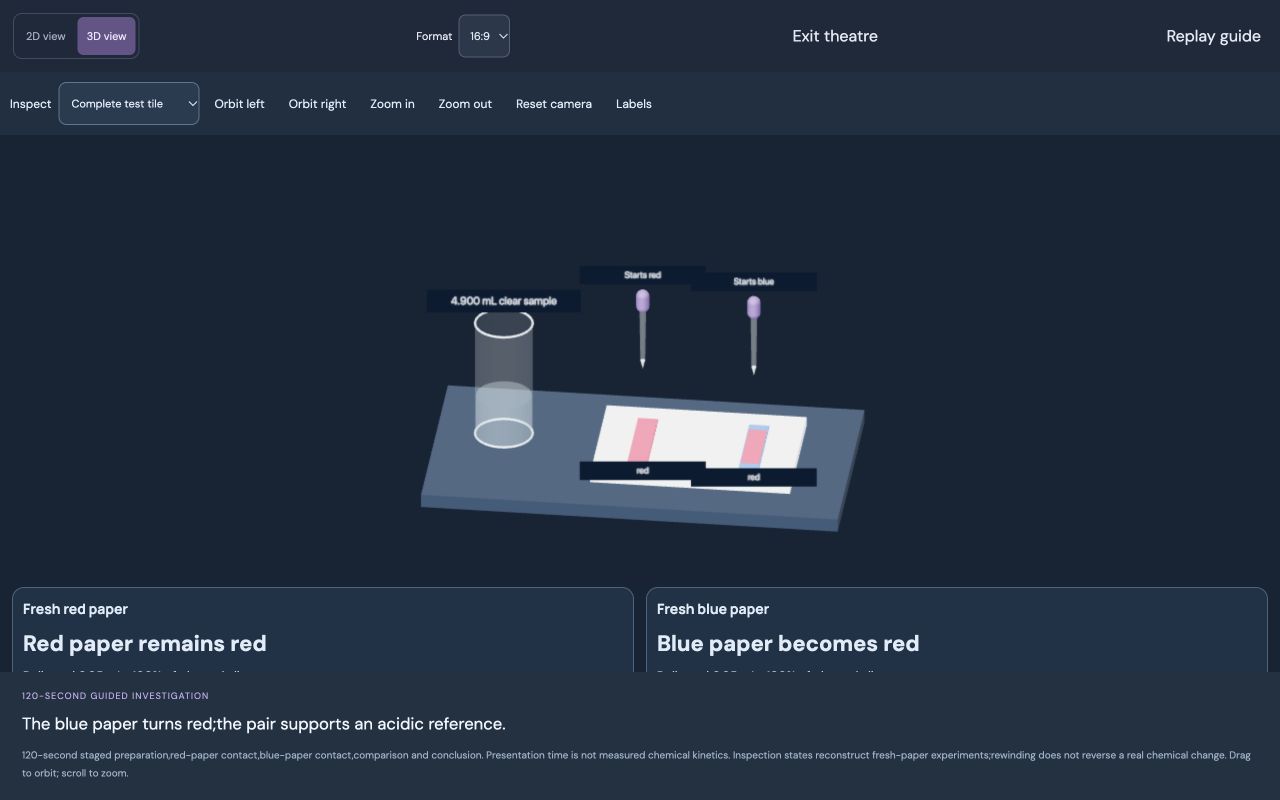 2D view
3D view
Format
16:9
Exit theatre
Replay guide
Inspect
Complete test tile
Orbit left
Orbit right
Zoom in
Zoom out
Reset camera
Labels
Starts red
Starts blue
4.900 mL clear sample
red
red
Fresh red paper
Red paper remains red
Fresh blue paper
Blue paper becomes red
120-SECOND GUIDED INVESTIGATION
The blue paper turns red;the pair supports an acidic reference.
120-second staged preparation,red-paper contact,blue-paper contact,comparison and conclusion. Presentation time is not measured chemical kinetics. Inspection states reconstruct fresh-paper experiments;rewinding does not reverse a real chemical change. Drag
to orbit; scroll to zoom.